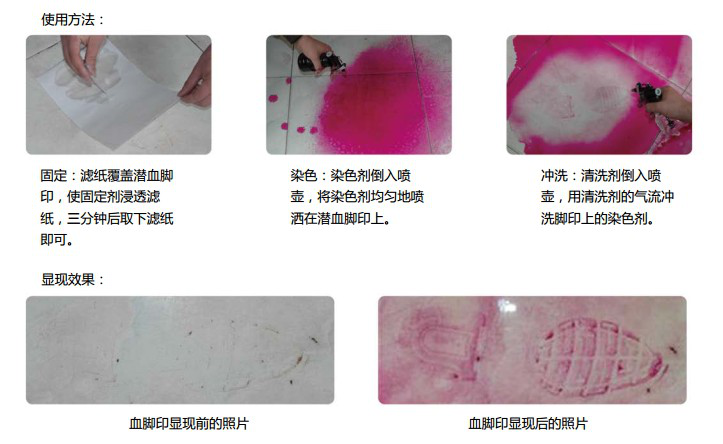 使用方法：
固定：滤纸覆盖潜血脚
印，使固定剂浸透滤
纸，三分钟后取下滤纸
即可。
染色：染色剂倒入喷
壶，将染色剂均匀地喷
洒在潜血脚印上。
冲洗：清洗剂倒入喷
壶，用清洗剂的气流冲
洗脚印上的染色剂。
显现效果：
血脚印显现前的照片
血脚印显现后的照片